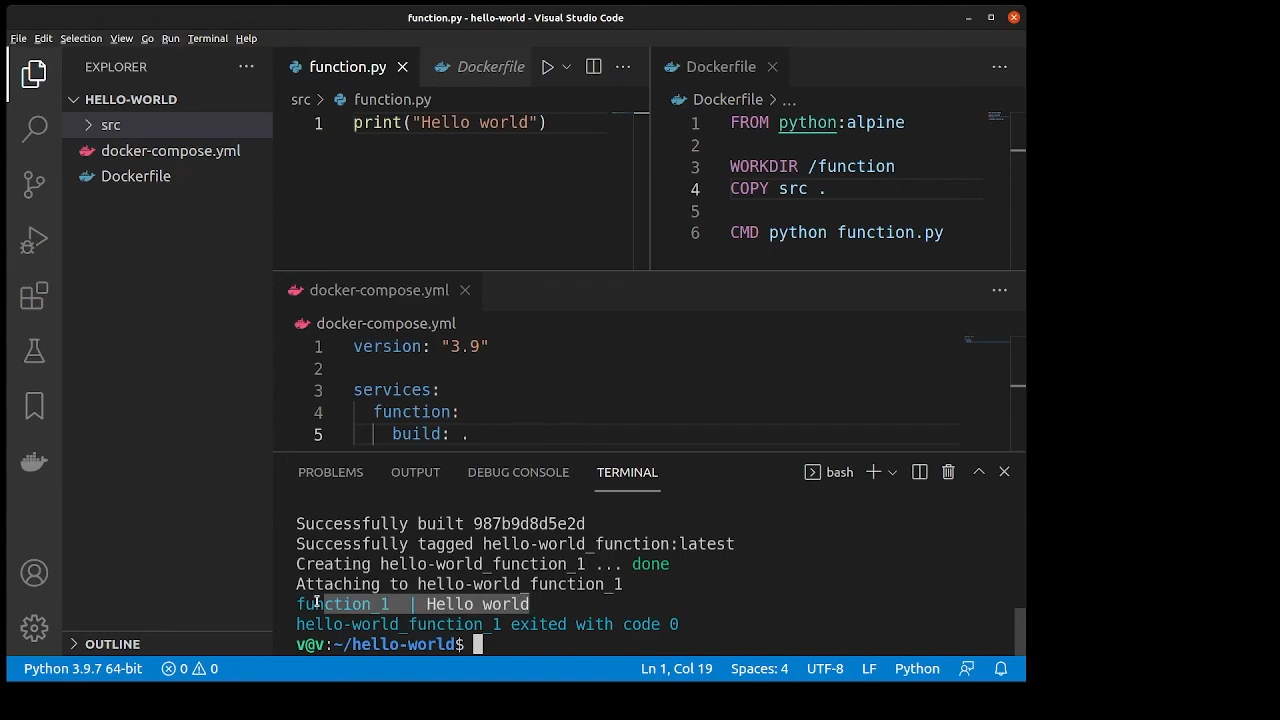 function.py - hello-world - Visual Studio Code
File Edit Selection View Go Run Terminal Help
EXPLORER
HELLO-WORLD
src
docker-compose.yml
Dockerfile
OUTLINE
function.py Dockerfile
src > function.py
1 print("Hello world")
Dockerfile
Dockerfile > ...
1 FROM python:alpine
2
3 WORKDIR /function
4 COPY src .
5
6 CMD python function.py
docker-compose.yml
docker-compose.yml
1 version: "3.9"
2
3 services:
4 function:
5 build: .
PROBLEMS OUTPUT DEBUG CONSOLE TERMINAL bash
Successfully built 987b9d8d5e2d
Successfully tagged hello-world_function:latest
Creating hello-world_function_1 ... done
Attaching to hello-world_function_1
function_1 | Hello world
hello-world_function_1 exited with code 0
v@v:~/hello-world$
Python 3.9.7 64-bit 0 0 Ln 1, Col 19 Spaces: 4 UTF-8 LF Python